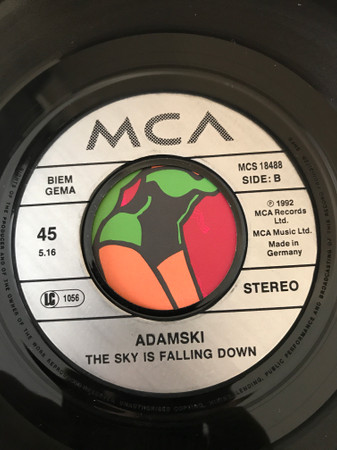 MCA
BIEM
GEMA
MCS 18488
SIDE: B
45
5.16
℗ 1992
MCA Records
Ltd.
MCA Music Ltd.
Made in
Germany
LC 1056
STEREO
ADAMSKI
THE SKY IS FALLING DOWN